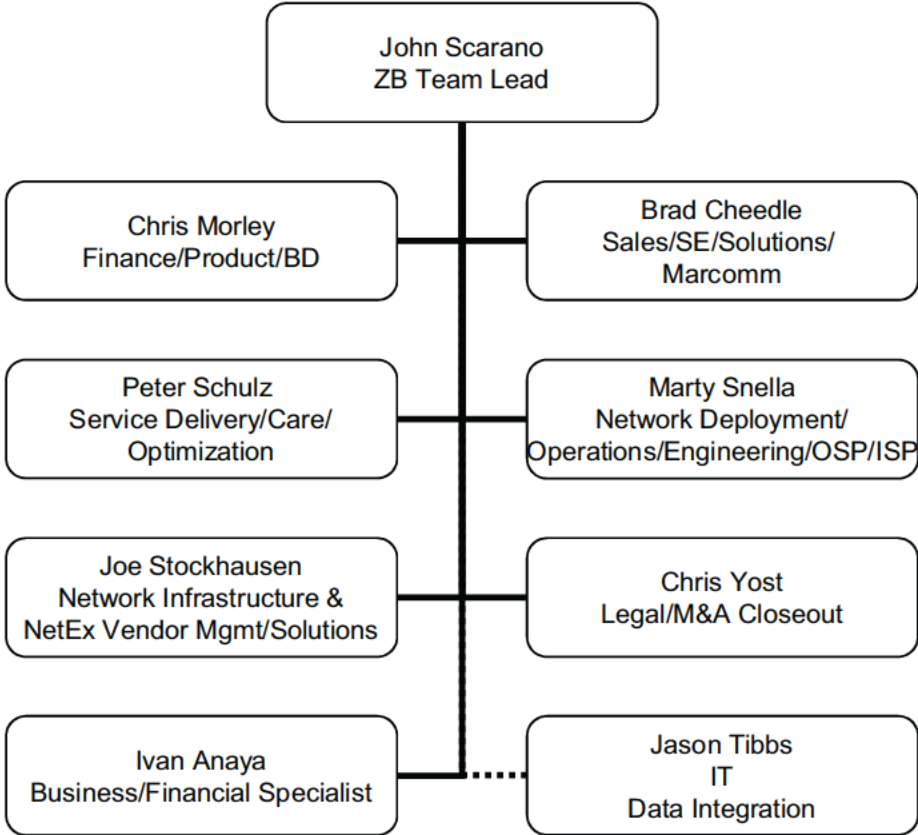 John Scarano
ZB Team Lead
Chris Morley
Finance/Product/BD
Brad Cheedle
Sales/SE/Solutions/
Marcomm
Peter Schulz
Service Delivery/Care/
Optimization
Marty Snella
Network Deployment/
Operations/Engineering/OSP/ISP
Joe Stockhausen
Network Infrastructure &
NetEx Vendor Mgmt/Solutions
Chris Yost
Legal/M&A Closeout
Ivan Anaya
Business/Financial Specialist
Jason Tibbs
IT
Data Integration